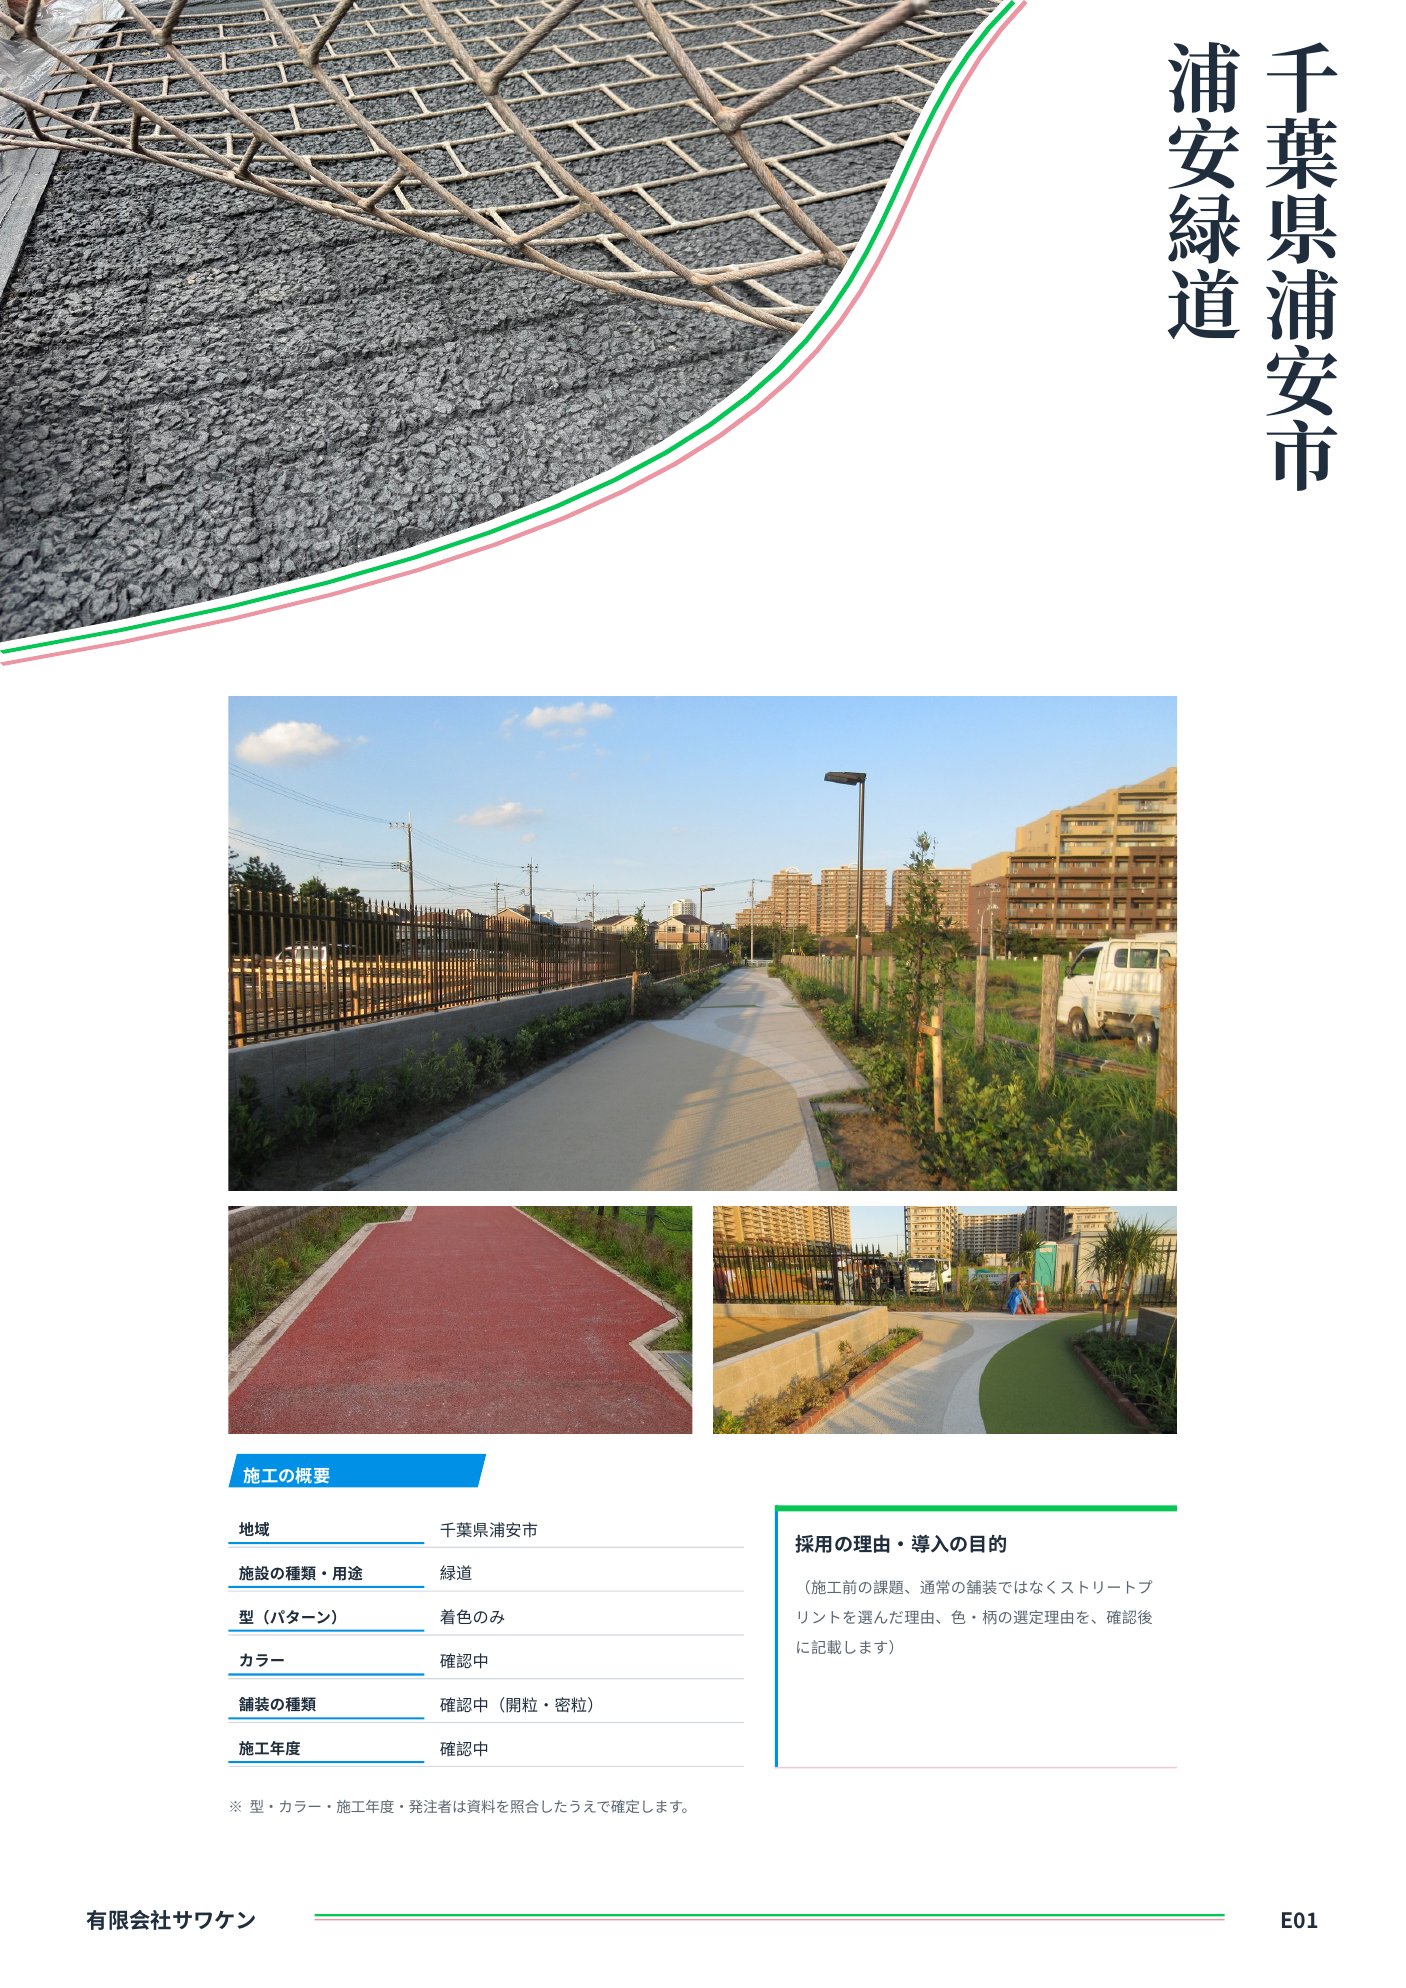 千葉県浦安市
浦安緑道
施工の概要
地域 千葉県浦安市
施設の種類・用途 緑道
型（パターン） 着色のみ
カラー 確認中
舗装の種類 確認中（開粒・密粒）
施工年度 確認中
採用の理由・導入の目的
（施工前の課題、通常の舗装ではなくストリートプ
リントを選んだ理由、色・柄の選定理由を、確認後
に記載します）
※ 型・カラー・施工年度・発注者は資料を照合したうえで確定します。
有限会社サワケン
E01